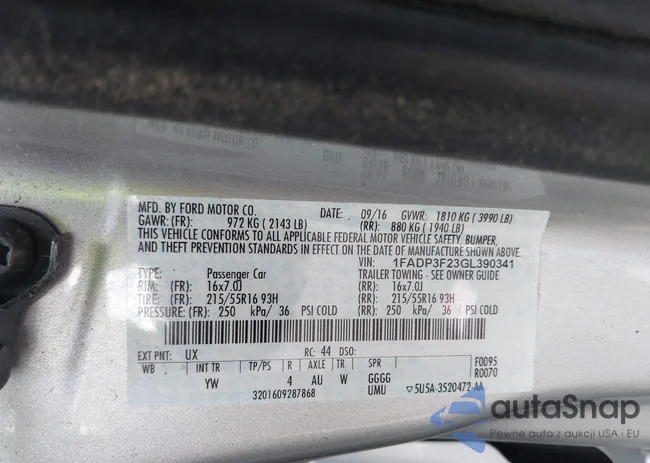 MFD. BY FORD MOTOR CO.
09/16 GVWR: 1810 KG ( 3990 LB)
GAWR: (FR): 972 KG ( 2143 LB) (RR): 880 KG ( 1940 LB)
THIS VEHICLE CONFORMS TO ALL APPLICABLE FEDERAL MOTOR VEHICLE SAFETY, BUMPER,
AND THEFT PREVENTION STANDARDS IN EFFECT ON THE DATE OF MANUFACTURE SHOWN ABOVE.
VIN: 1FADP3F23GL390341
TYPE: Passenger Car TRAILER TOWING - SEE OWNER GUIDE
RIM: (FR) 16x7.0J (RR): 16x7.0J
TIRE: (FR) 215/55R16 93H (RR): 215/55R16 93H
PRESSURE: (FR) 250 kPa/ 36 PSI COLD (RR): 250 kPa/ 36 PSI COLD
EXT PNT: UX RC: 44 DSO:
F0095
R0070
WB INT TR TP/PS R AXLE TR SPR
YW 4 AU W GGGG
UMU
3201609287868
▽5U5A-3520472-AA
autoSnap
Pewne auta z aukcji USA i EU